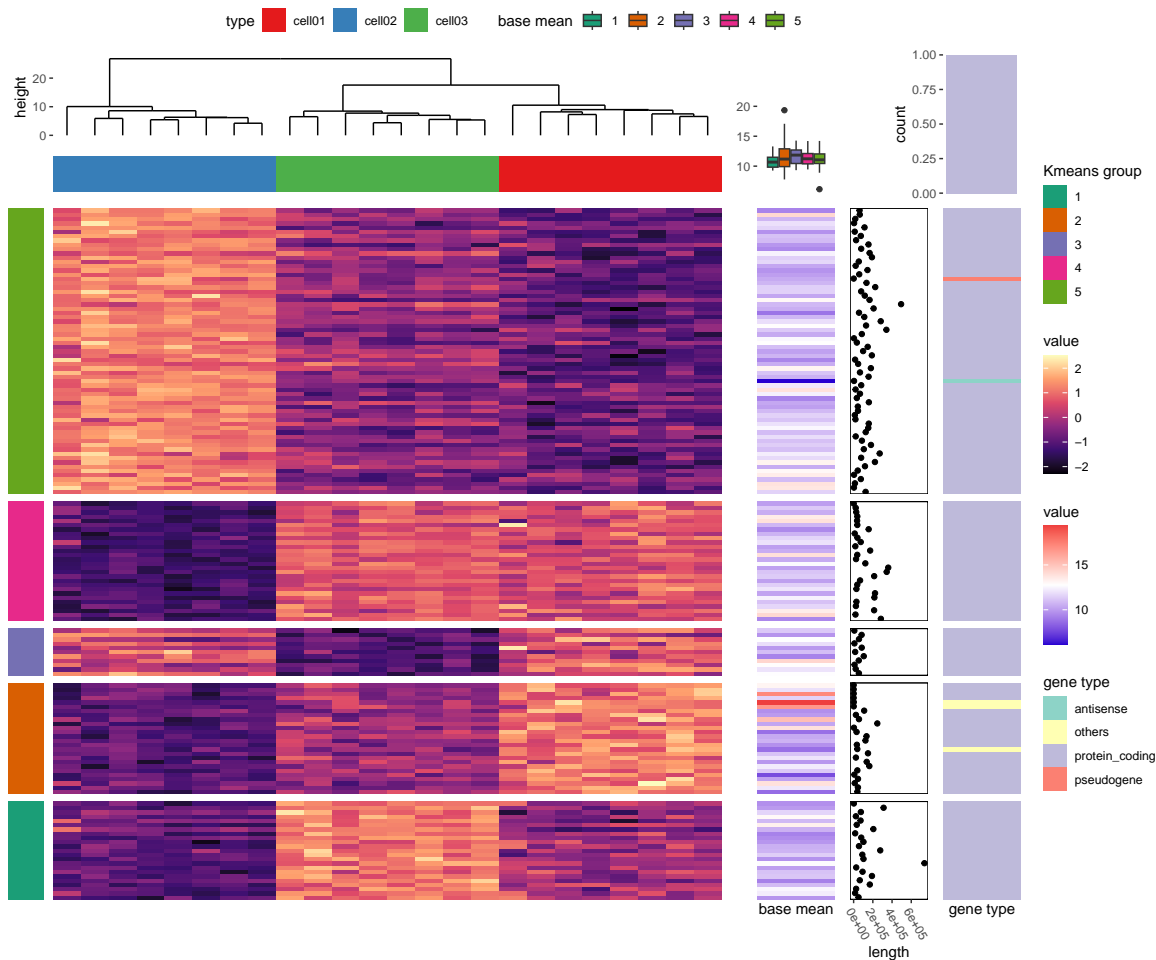 type cell01 cell02 cell03 base mean 1 2 3 4 5
height
20
10
0
20
15
10
count
1.00
0.75
0.50
0.25
0.00
Kmeans group
1
2
3
4
5
value
2
1
0
−1
−2
value
15
10
gene type
antisense
others
protein_coding
pseudogene
base mean
0e+00
2e+05
4e+05
6e+05
length
gene type